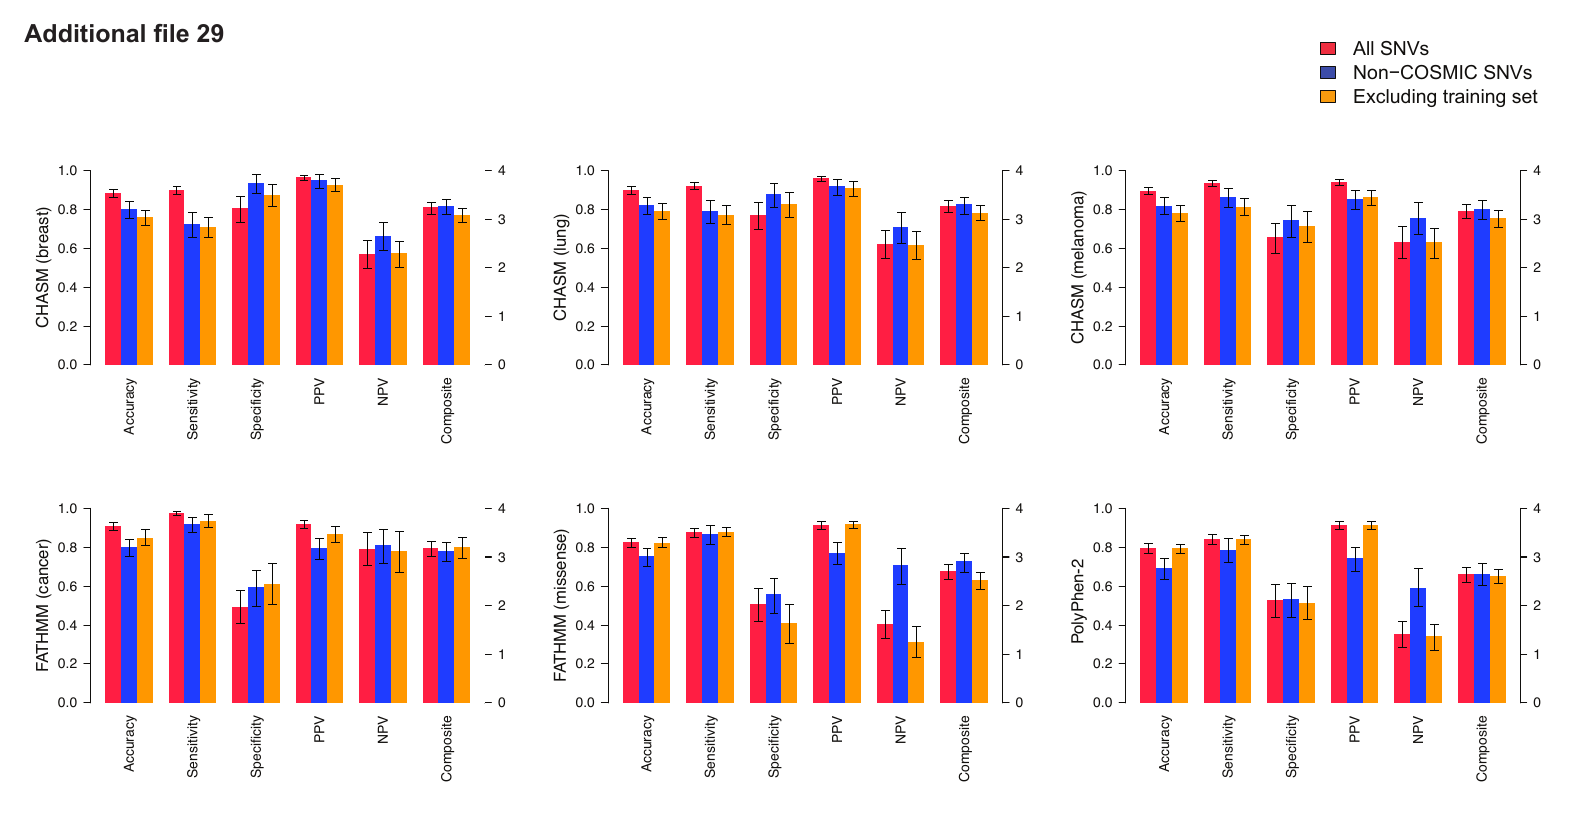 Additional file 29
All SNVs
Non−COSMIC SNVs
Excluding training set
CHASM (breast)
1.0
0.8
0.6
0.4
0.2
0.0
4
3
2
1
0
Accuracy
Sensitivity
Specificity
PPV
NPV
Composite
CHASM (lung)
1.0
0.8
0.6
0.4
0.2
0.0
4
3
2
1
0
Accuracy
Sensitivity
Specificity
PPV
NPV
Composite
CHASM (melanoma)
1.0
0.8
0.6
0.4
0.2
0.0
4
3
2
1
0
Accuracy
Sensitivity
Specificity
PPV
NPV
Composite
FATHMM (cancer)
1.0
0.8
0.6
0.4
0.2
0.0
4
3
2
1
0
Accuracy
Sensitivity
Specificity
PPV
NPV
Composite
FATHMM (missense)
1.0
0.8
0.6
0.4
0.2
0.0
4
3
2
1
0
Accuracy
Sensitivity
Specificity
PPV
NPV
Composite
PolyPhen-2
1.0
0.8
0.6
0.4
0.2
0.0
4
3
2
1
0
Accuracy
Sensitivity
Specificity
PPV
NPV
Composite